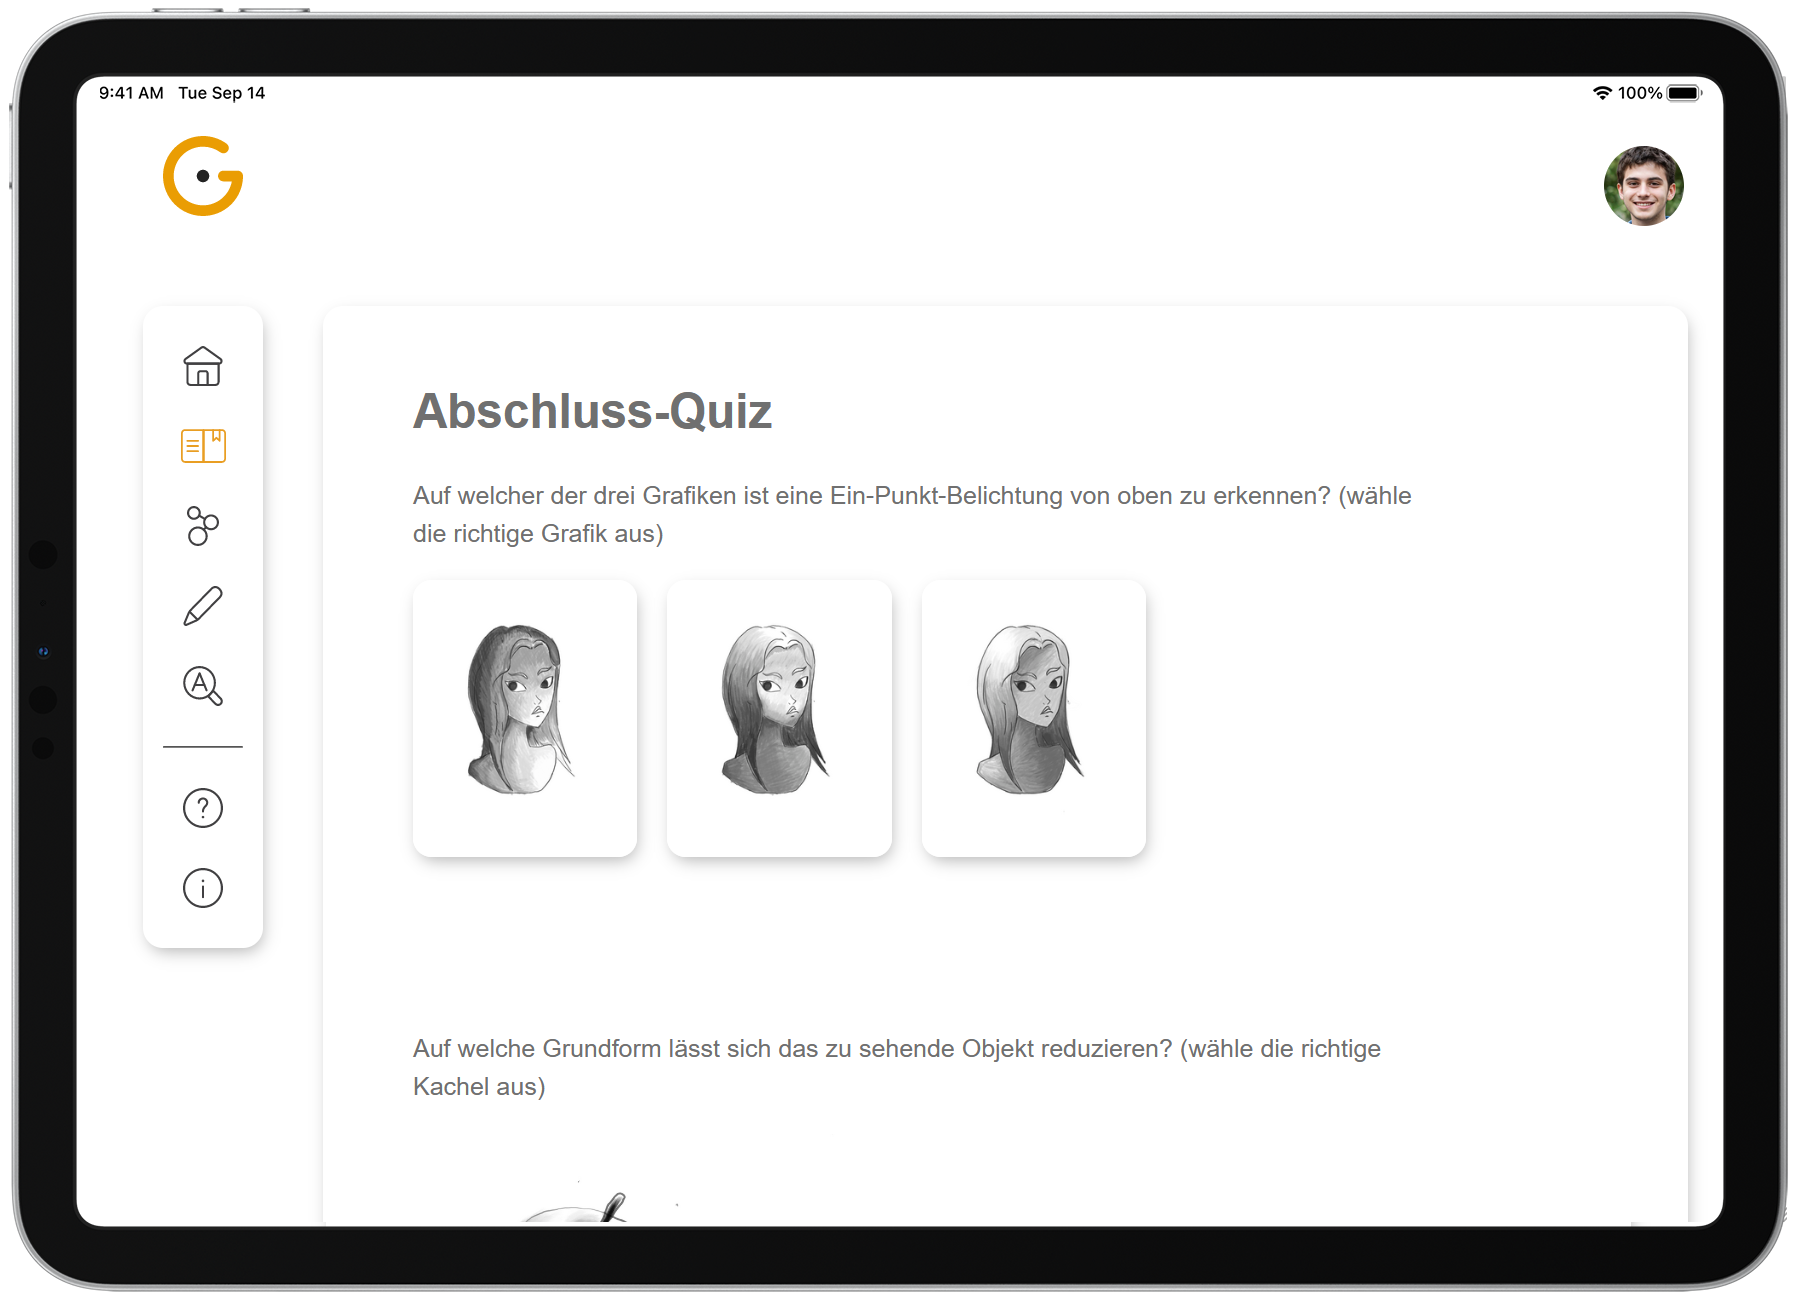 9:41 AM Tue Sep 14
100%
Abschluss-Quiz
Auf welcher der drei Grafiken ist eine Ein-Punkt-Belichtung von oben zu erkennen? (wähle
die richtige Grafik aus)
Auf welche Grundform lässt sich das zu sehende Objekt reduzieren? (wähle die richtige
Kachel aus)